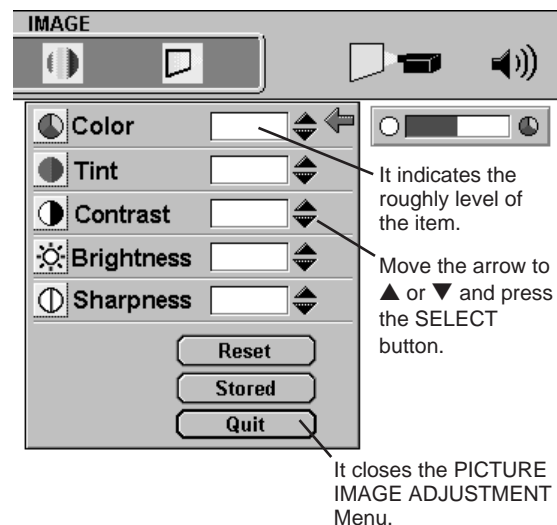 IMAGE
Color
Tint
Contrast
Brightness
Sharpness
Reset
Stored
Quit
It indicates the
roughly level of
the item.
Move the arrow to
▲ or ▼ and press
the SELECT
button.
It closes the PICTURE
IMAGE ADJUSTMENT
Menu.